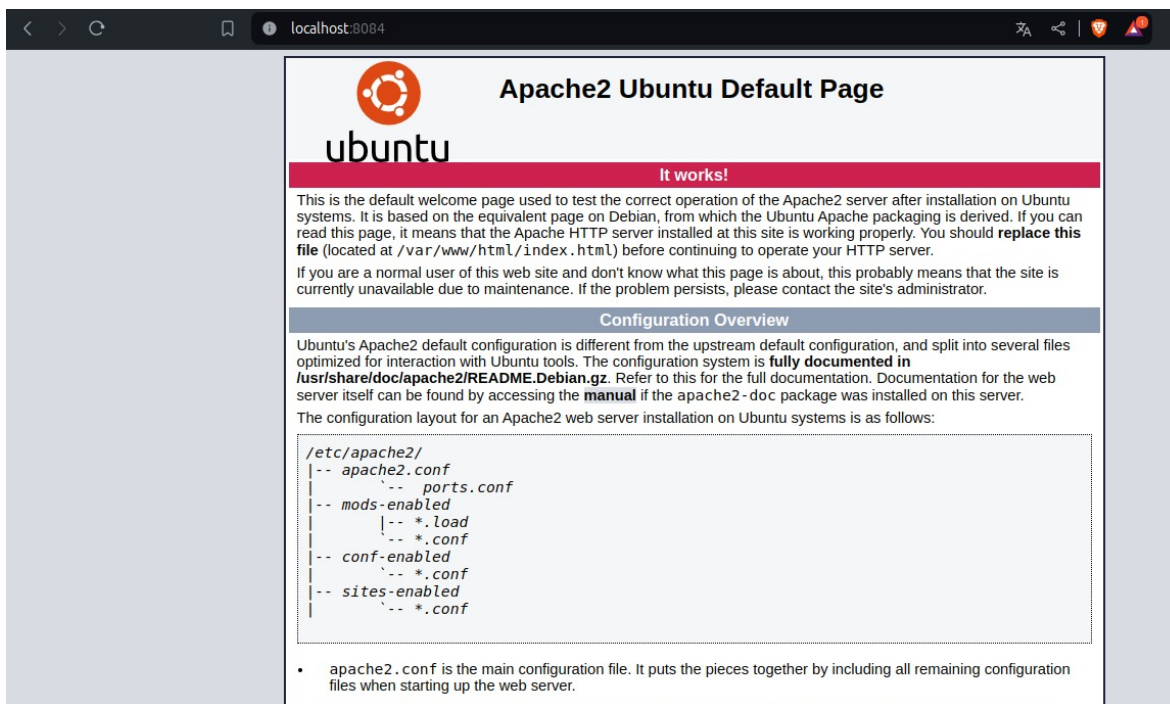 localhost:8084
1
Apache2 Ubuntu Default Page
ubuntu
It works!
This is the default welcome page used to test the correct operation of the Apache2 server after installation on Ubuntu
systems. It is based on the equivalent page on Debian, from which the Ubuntu Apache packaging is derived. If you can
read this page, it means that the Apache HTTP server installed at this site is working properly. You should replace this
file (located at /var/www/html/index.html) before continuing to operate your HTTP server.
If you are a normal user of this web site and don't know what this page is about, this probably means that the site is
currently unavailable due to maintenance. If the problem persists, please contact the site's administrator.
Configuration Overview
Ubuntu's Apache2 default configuration is different from the upstream default configuration, and split into several files
optimized for interaction with Ubuntu tools. The configuration system is fully documented in
/usr/share/doc/apache2/README.Debian.gz. Refer to this for the full documentation. Documentation for the web
server itself can be found by accessing the manual if the apache2-doc package was installed on this server.
The configuration layout for an Apache2 web server installation on Ubuntu systems is as follows:
/etc/apache2/
|-- apache2.conf
|       `--  ports.conf
|-- mods-enabled
|       |-- *.load
|       `-- *.conf
|-- conf-enabled
|       `-- *.conf
|-- sites-enabled
|       `-- *.conf
• apache2.conf is the main configuration file. It puts the pieces together by including all remaining configuration
files when starting up the web server.